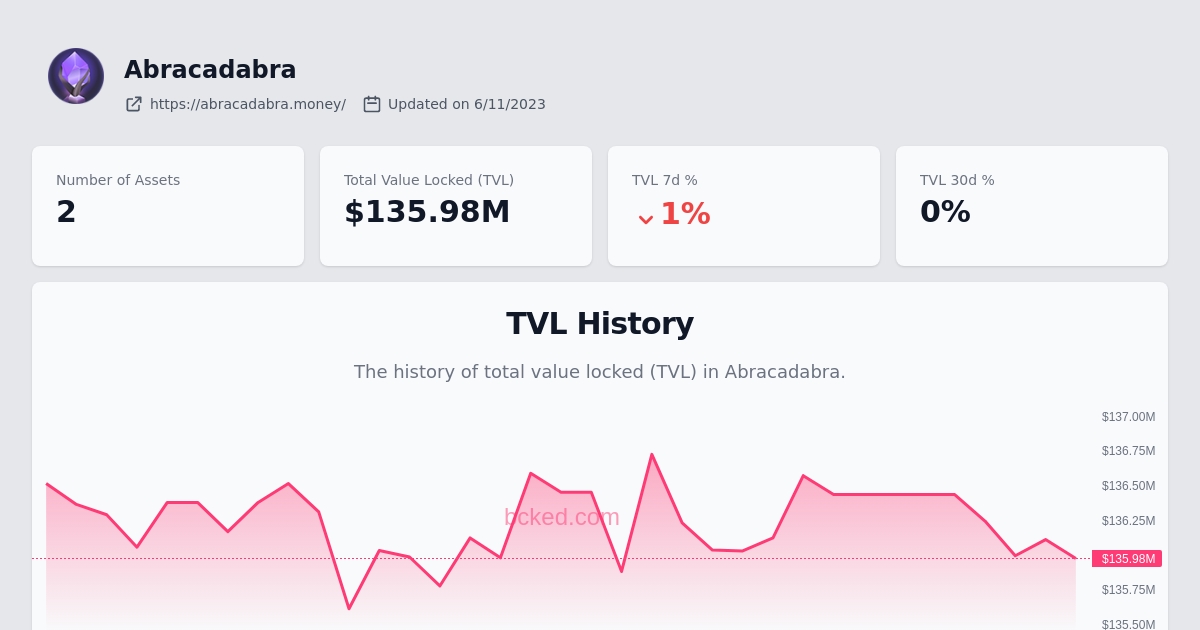 Abracadabra
https://abracadabra.money/ Updated on 6/11/2023
Number of Assets
2
Total Value Locked (TVL)
$135.98M
TVL 7d %
1%
TVL 30d %
0%
TVL History
The history of total value locked (TVL) in Abracadabra.
$137.00M
$136.75M
$136.50M
$136.25M
bcked.com
$135.98M
$135.75M
$135.50M